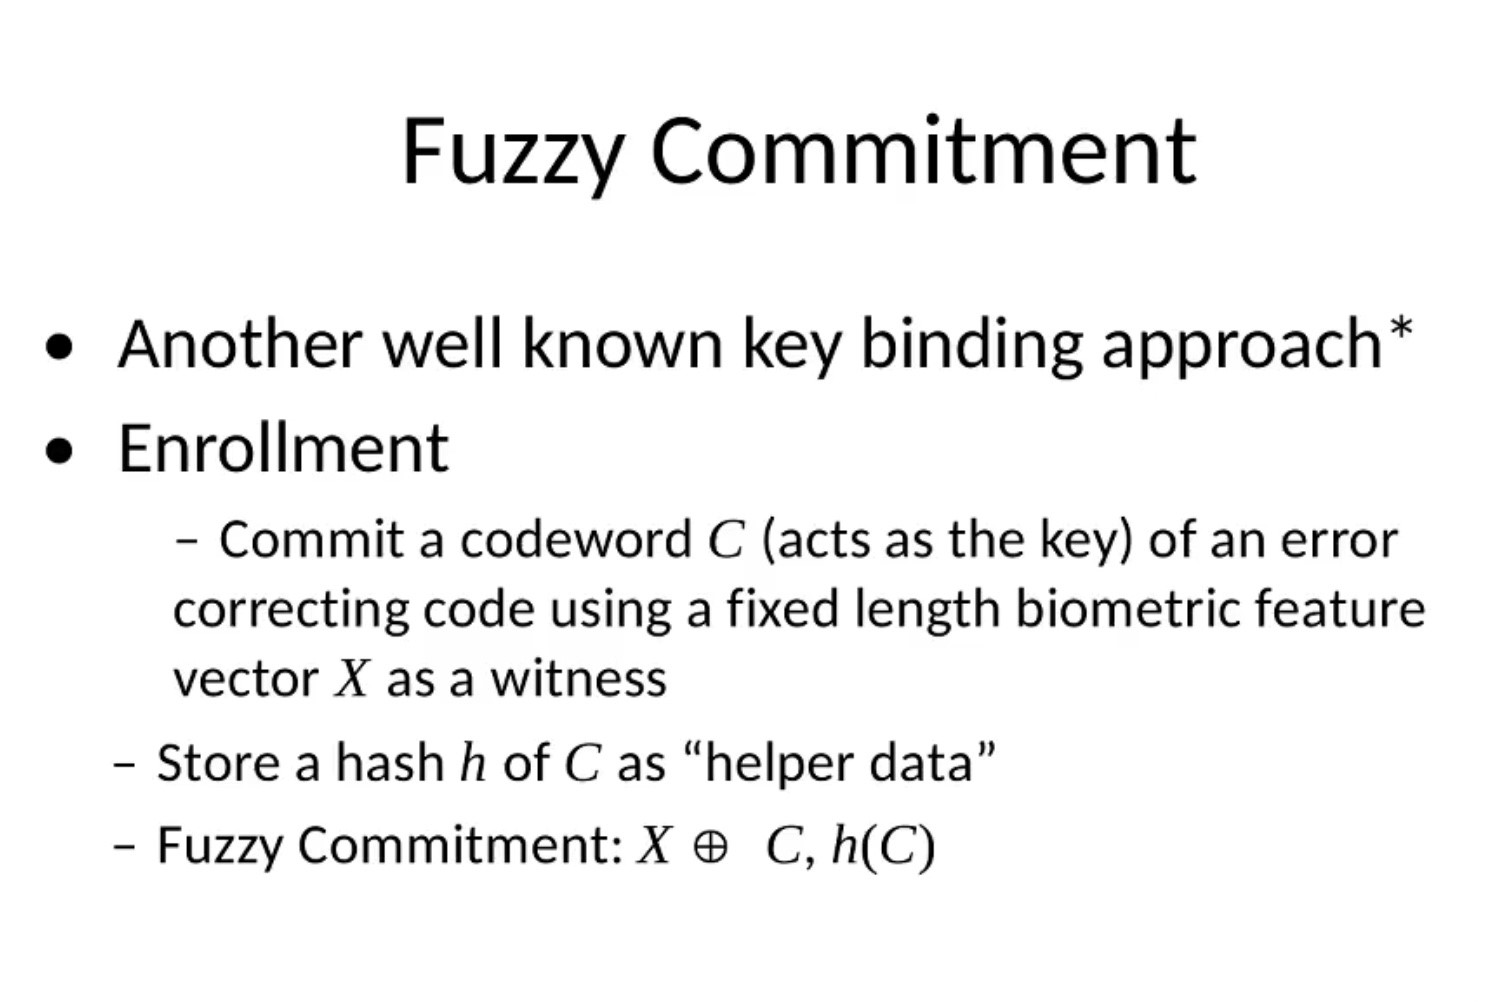 Fuzzy Commitment
• Another well known key binding approach*
• Enrollment
– Commit a codeword C (acts as the key) of an error
correcting code using a fixed length biometric feature
vector X as a witness
– Store a hash h of C as “helper data”
– Fuzzy Commitment: X ⊕ C, h(C)